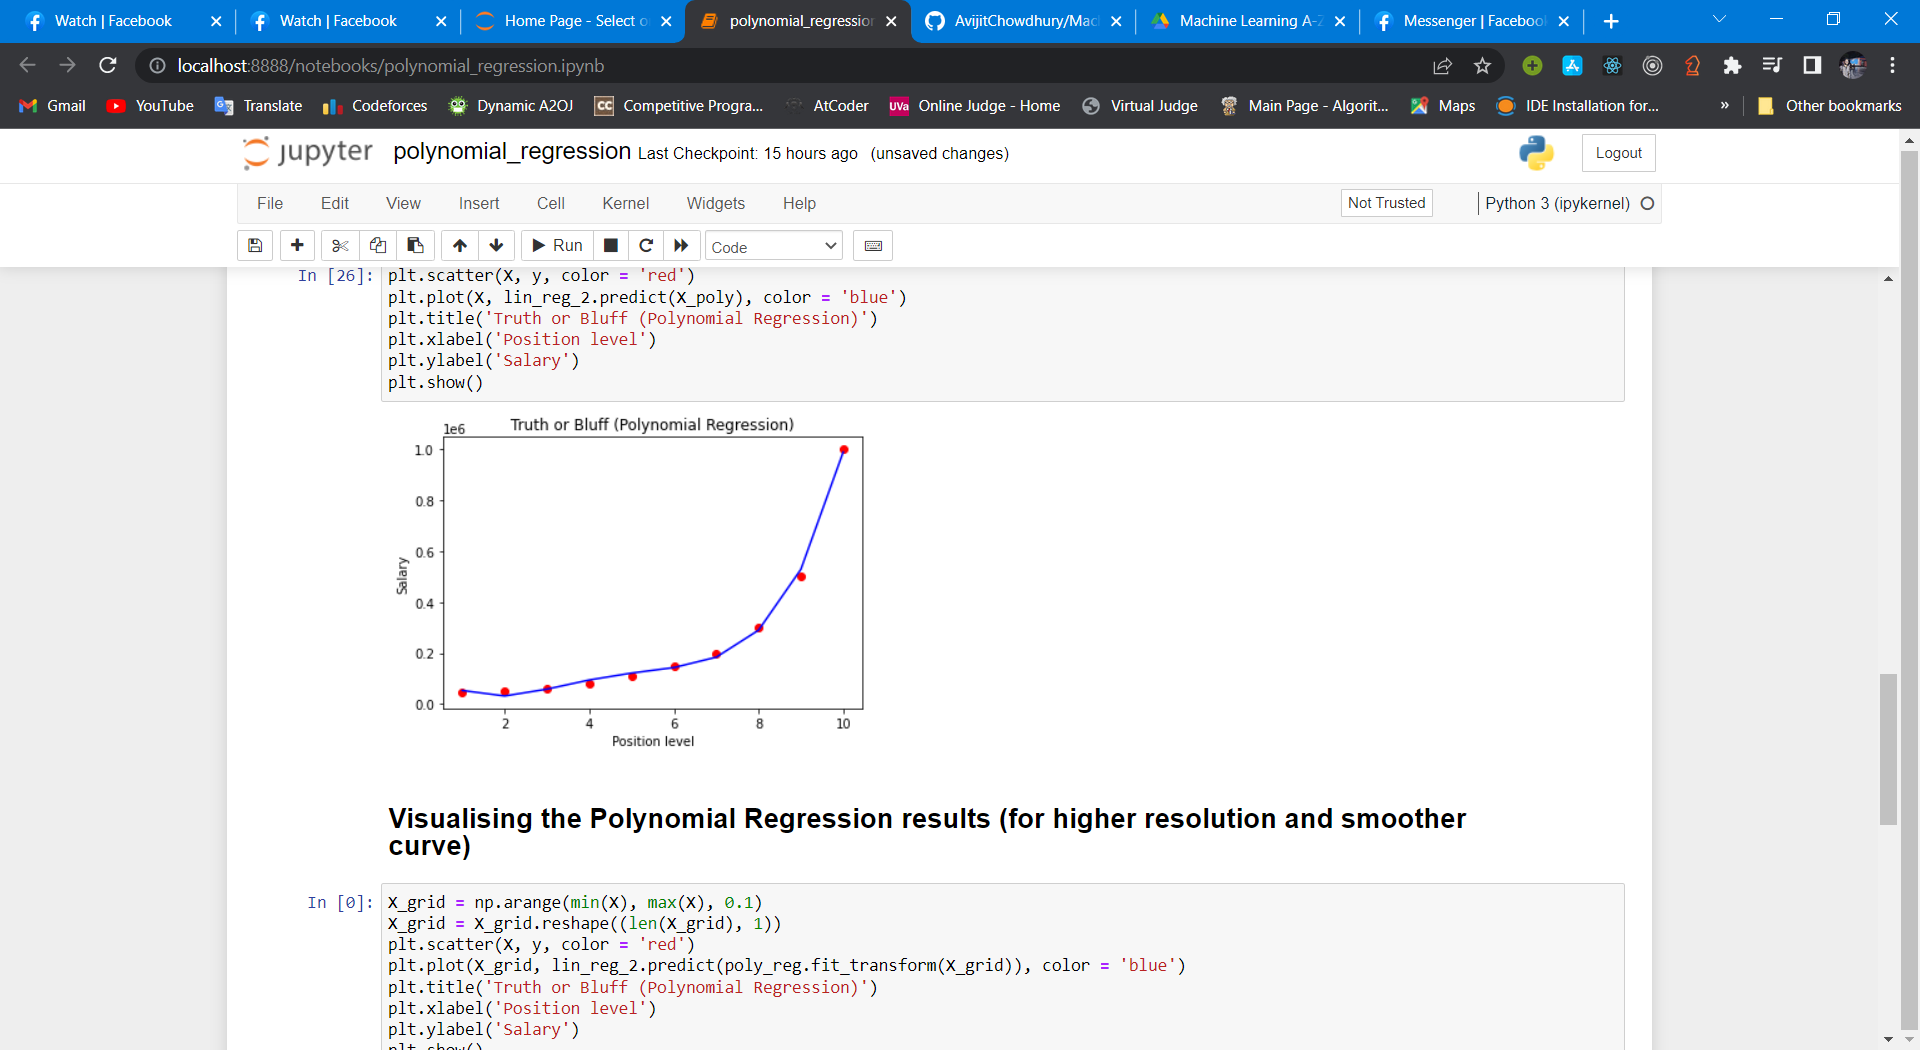 Watch | Facebook
Watch | Facebook
Home Page - Select o
polynomial_regression
AvijitChowdhury/Mac
Machine Learning A-Z
Messenger | Facebook
localhost:8888/notebooks/polynomial_regression.ipynb
Gmail
YouTube
Translate
Codeforces
Dynamic A2OJ
CC
Competitive Progra...
AtCoder
UVa
Online Judge - Home
Virtual Judge
Main Page - Algorit...
Maps
IDE Installation for...
»
Other bookmarks
jupyter
polynomial_regression Last Checkpoint: 15 hours ago (unsaved changes)
Logout
File Edit View Insert Cell Kernel Widgets Help
Not Trusted
Python 3 (ipykernel)
Run
Code
In [26]:
plt.scatter(X, y, color = 'red')
plt.plot(X, lin_reg_2.predict(X_poly), color = 'blue')
plt.title('Truth or Bluff (Polynomial Regression)')
plt.xlabel('Position level')
plt.ylabel('Salary')
plt.show()
Truth or Bluff (Polynomial Regression)
1e6
1.0
0.8
0.6
0.4
0.2
0.0
Salary
2 4 6 8 10
Position level
Visualising the Polynomial Regression results (for higher resolution and smoother
curve)
In [0]:
X_grid = np.arange(min(X), max(X), 0.1)
X_grid = X_grid.reshape((len(X_grid), 1))
plt.scatter(X, y, color = 'red')
plt.plot(X_grid, lin_reg_2.predict(poly_reg.fit_transform(X_grid)), color = 'blue')
plt.title('Truth or Bluff (Polynomial Regression)')
plt.xlabel('Position level')
plt.ylabel('Salary')
plt.show()